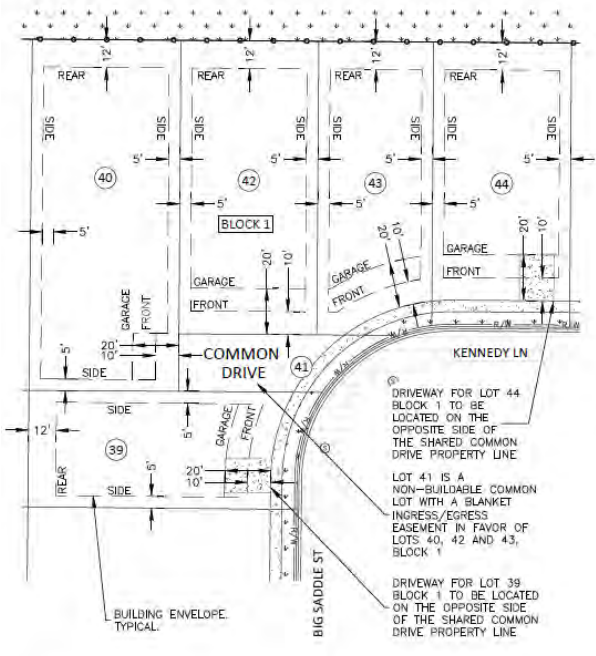 12'
12'
12'
12'
REAR
REAR
REAR
REAR
SIDE
SIDE
SIDE
SIDE
SIDE
SIDE
SIDE
SIDE
5'
5'
5'
5'
40
42
43
44
5'
BLOCK 1
20'
10'
20'
10'
20'
10'
GARAGE
FRONT
GARAGE
FRONT
GARAGE
FRONT
GARAGE
FRONT
20'
10'
5'
SIDE
COMMON
DRIVE
41
R/W
KENNEDY LN
SIDE
5'
12'
39
REAR
5'
SIDE
GARAGE
FRONT
20'
10'
R/W
R/W
S
S
DRIVEWAY FOR LOT 44
BLOCK 1 TO BE
LOCATED ON THE
OPPOSITE SIDE OF
THE SHARED COMMON
DRIVE PROPERTY LINE
LOT 41 IS A
NON-BUILDABLE COMMON
LOT WITH A BLANKET
INGRESS/EGRESS
EASEMENT IN FAVOR OF
LOTS 40, 42 AND 43,
BLOCK 1
DRIVEWAY FOR LOT 39
BLOCK 1 TO BE LOCATED
ON THE OPPOSITE SIDE
OF THE SHARED COMMON
DRIVE PROPERTY LINE
BUILDING ENVELOPE.
TYPICAL.
BIG SADDLE ST
R/W